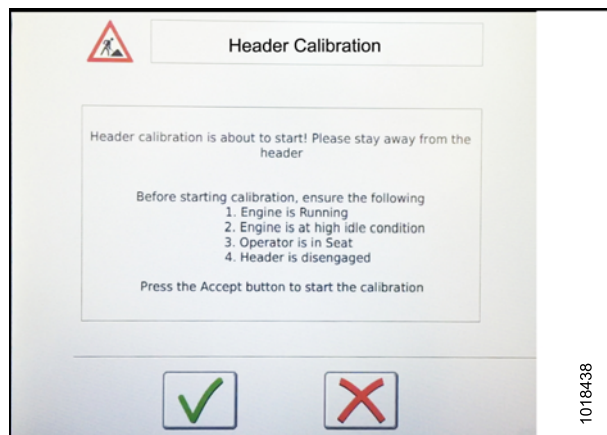 Header Calibration
Header calibration is about to start! Please stay away from the
header
Before starting calibration, ensure the following
1. Engine is Running
2. Engine is at high idle condition
3. Operator is in Seat
4. Header is disengaged
Press the Accept button to start the calibration
1018438